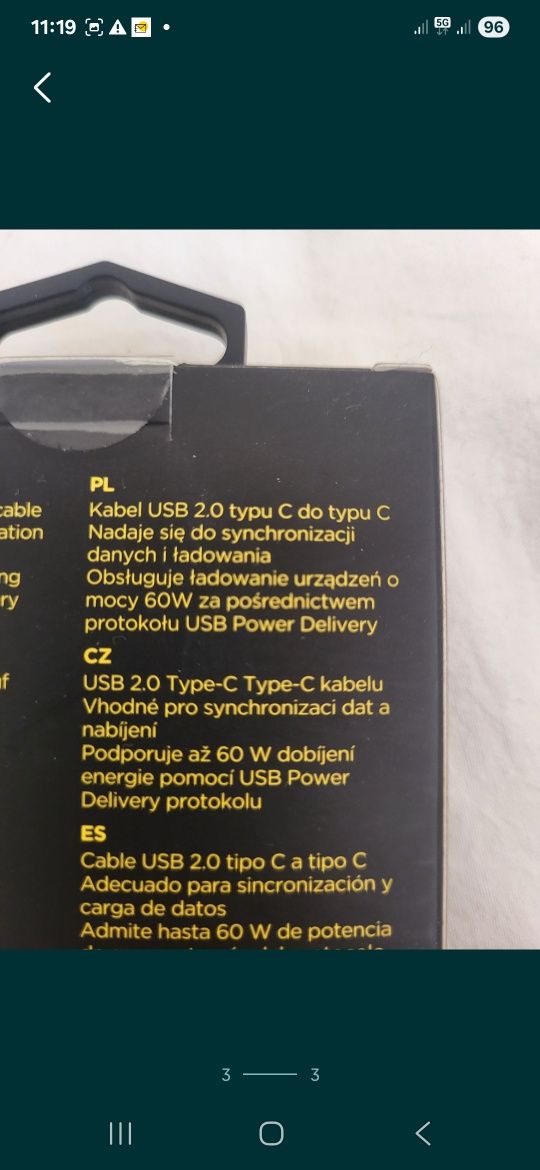 11:19
5G
96
cable
ation
ng
ry
f
PL
Kabel USB 2.0 typu C do typu C
Nadaje się do synchronizacji
danych i ładowania
Obsługuje ładowanie urządzeń o
mocy 60W za pośrednictwem
protokołu USB Power Delivery
CZ
USB 2.0 Type-C Type-C kabelu
Vhodné pro synchronizaci dat a
nabíjení
Podporuje až 60 W dobíjení
energie pomocí USB Power
Delivery protokolu
ES
Cable USB 2.0 tipo C a tipo C
Adecuado para sincronización y
carga de datos
Admite hasta 60 W de potencia
3
3